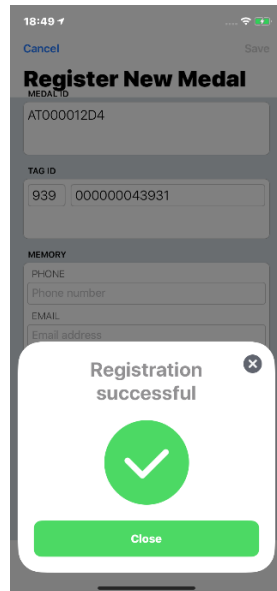 18:49
Cancel
Save
Register New Medal
MEDAL ID
AT000012D4
TAG ID
939 000000043931
MEMORY
PHONE
Phone number
EMAIL
Email address
Registration
successful
Close